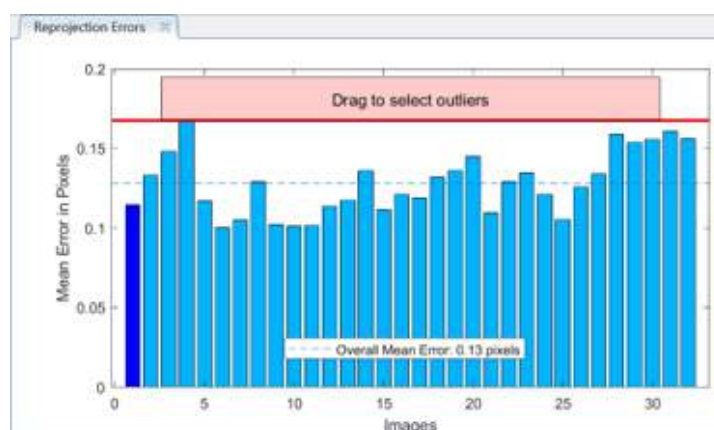 Reprojection Errors
0.2
Drag to select outliers
0.15
0.1
0.05
0
Mean Error in Pixels
Overall Mean Error: 0.13 pixels
0 5 10 15 20 25 30
Images